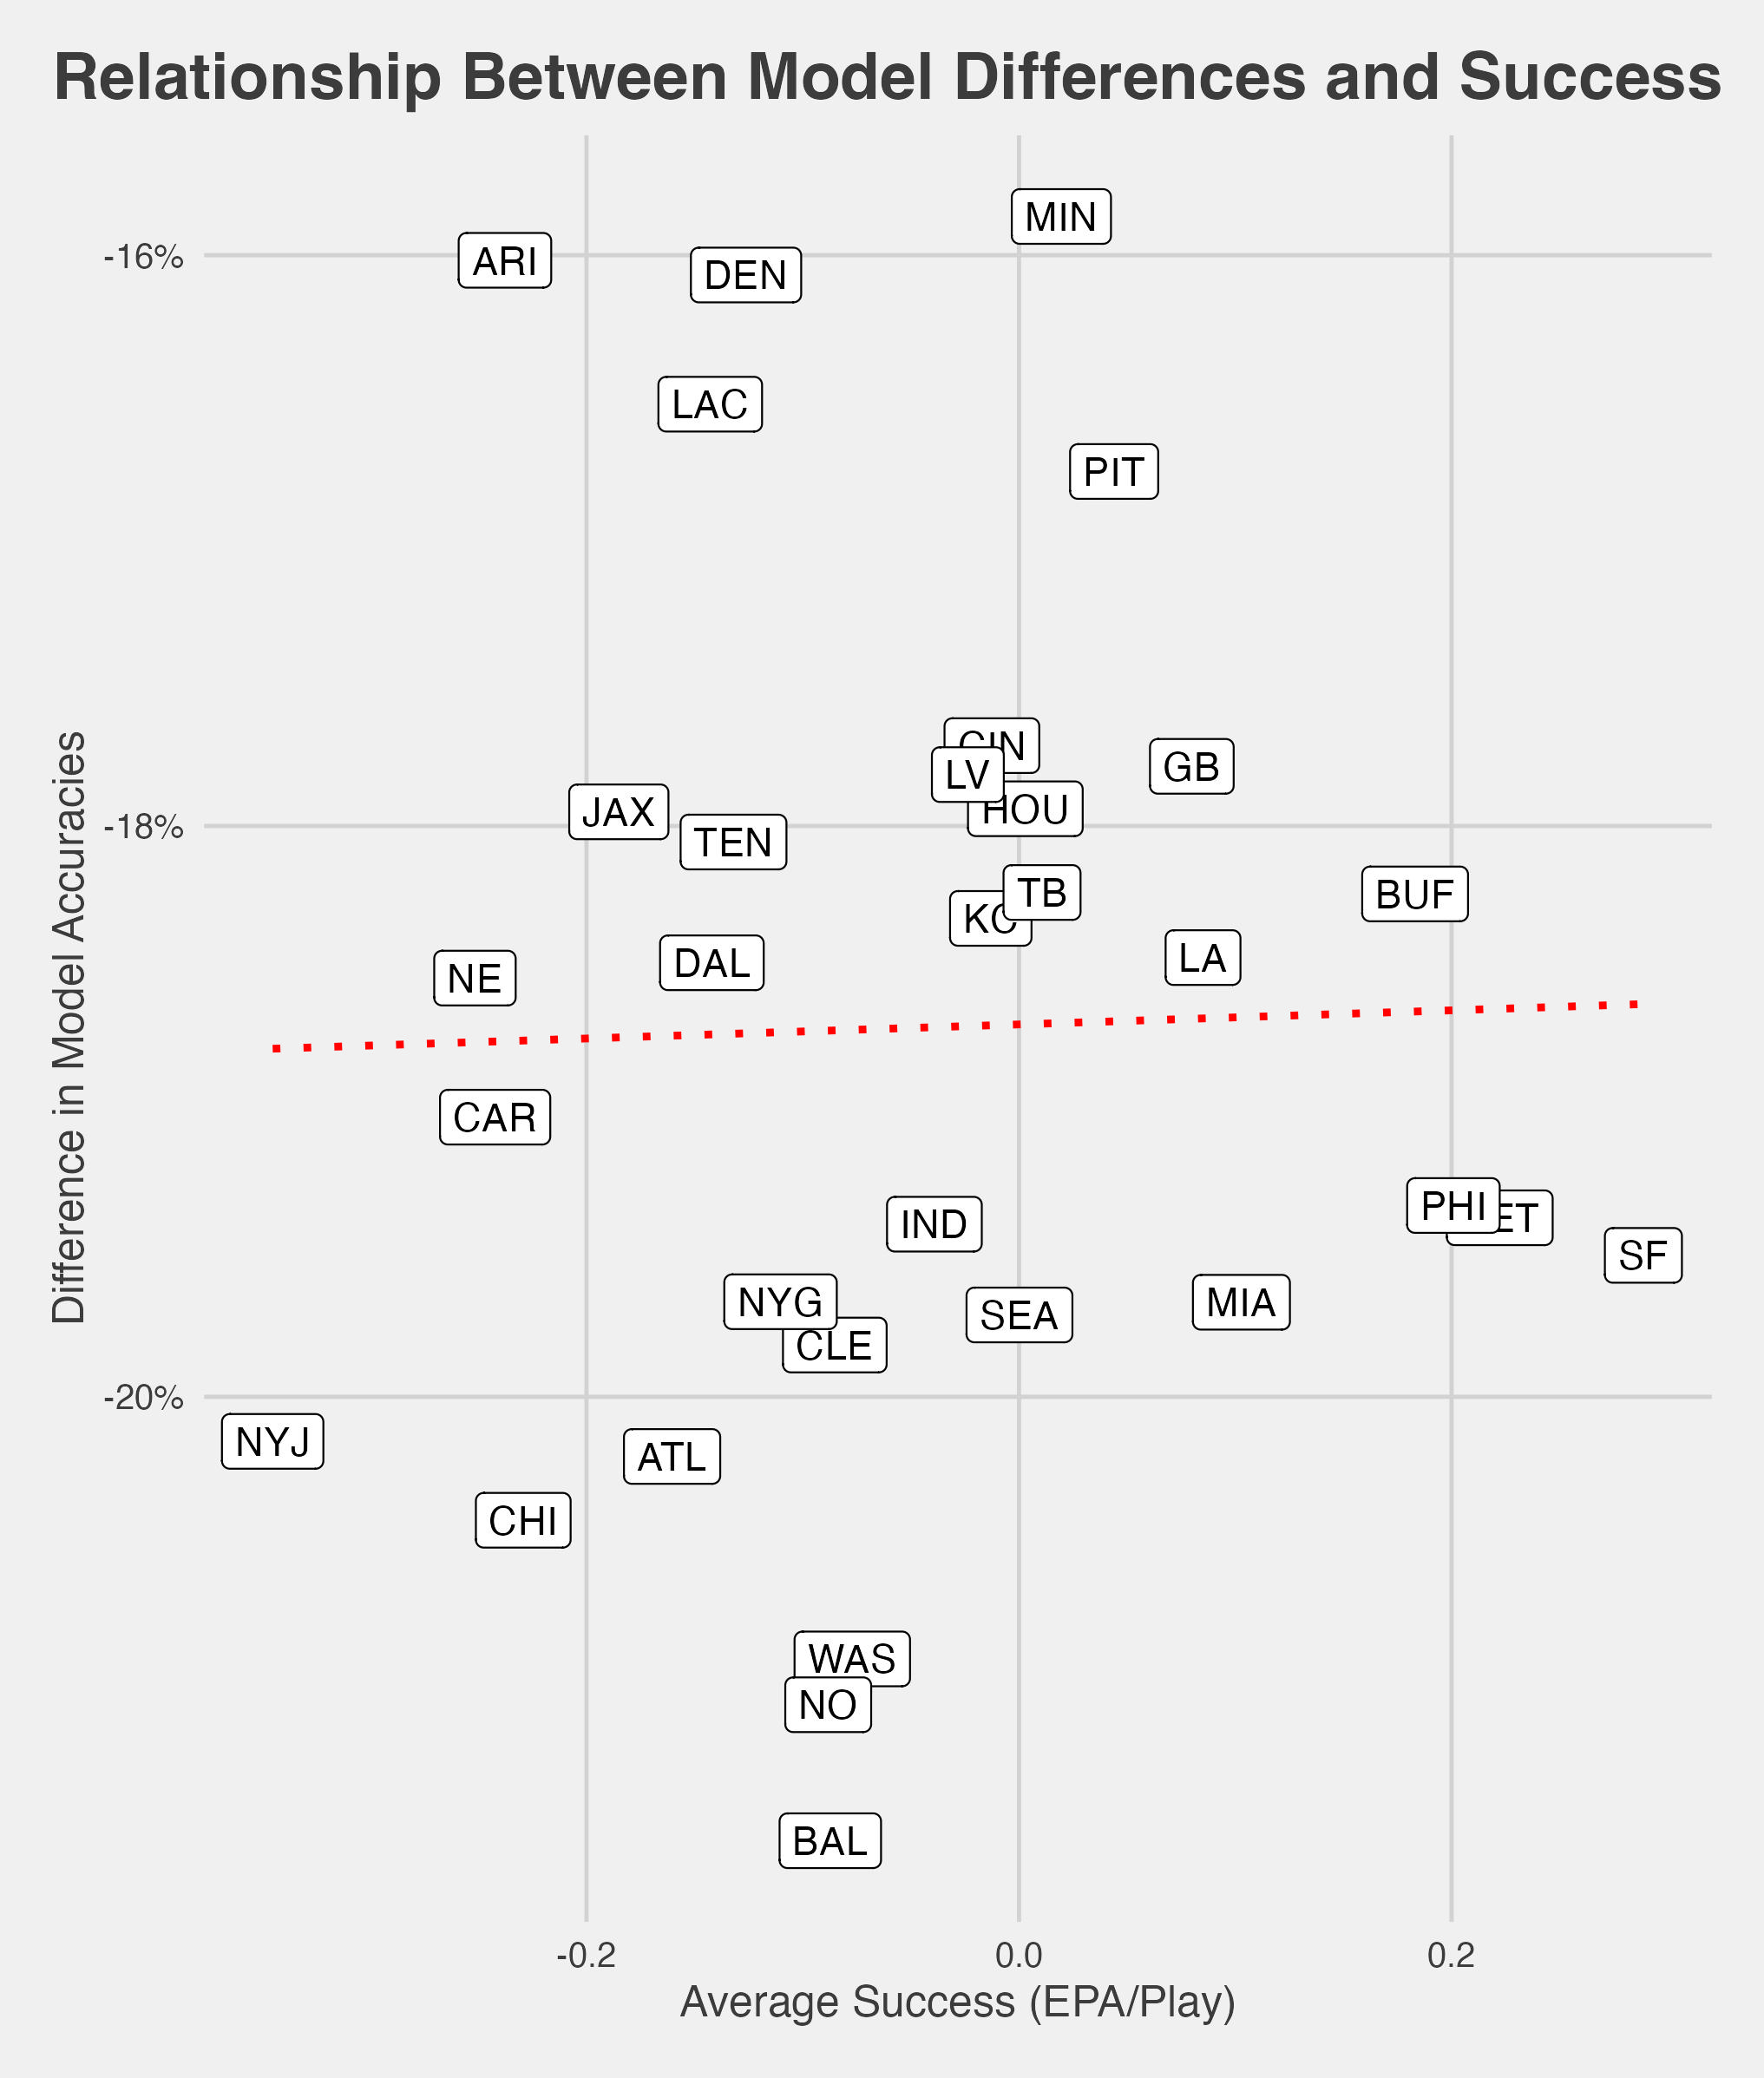 Relationship Between Model Differences and Success
MIN
-16%
ARI
DEN
LAC
PIT
GB
LV
JAX
HOU
-18%
TEN
TB
BUF
DAL
LA
NE
Difference in Model Accuracies
CAR
PHI
IND
SF
NYG
MIA
SEA
CLE
-20%
NYJ
ATL
CHI
WAS
NO
BAL
-0.2
0.0
0.2
Average Success (EPA/Play)